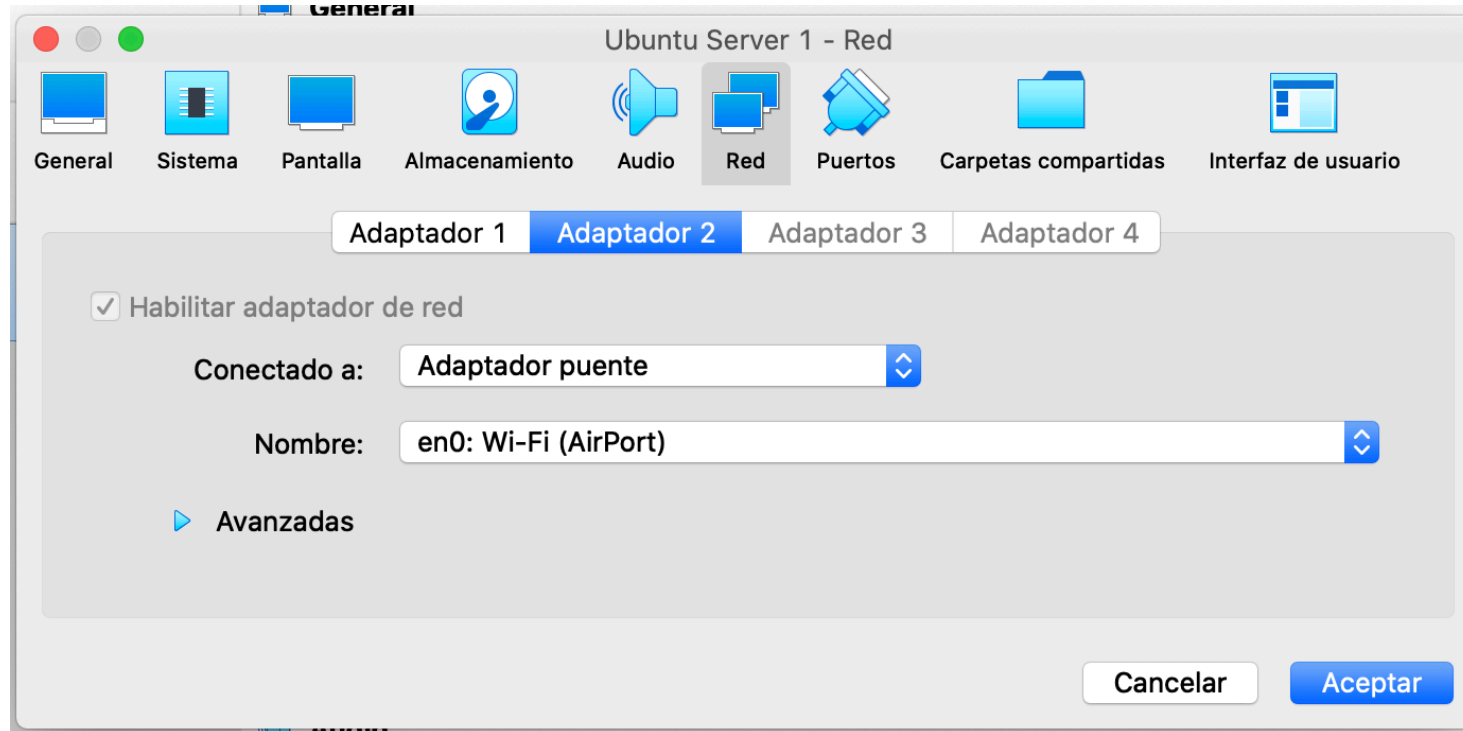 General
Ubuntu Server 1 - Red
General Sistema Pantalla Almacenamiento Audio Red Puertos Carpetas compartidas Interfaz de usuario
Adaptador 1 Adaptador 2 Adaptador 3 Adaptador 4
Habilitar adaptador de red
Conectado a: Adaptador puente
Nombre: en0: Wi-Fi (AirPort)
Avanzadas
Cancelar Aceptar
Audio